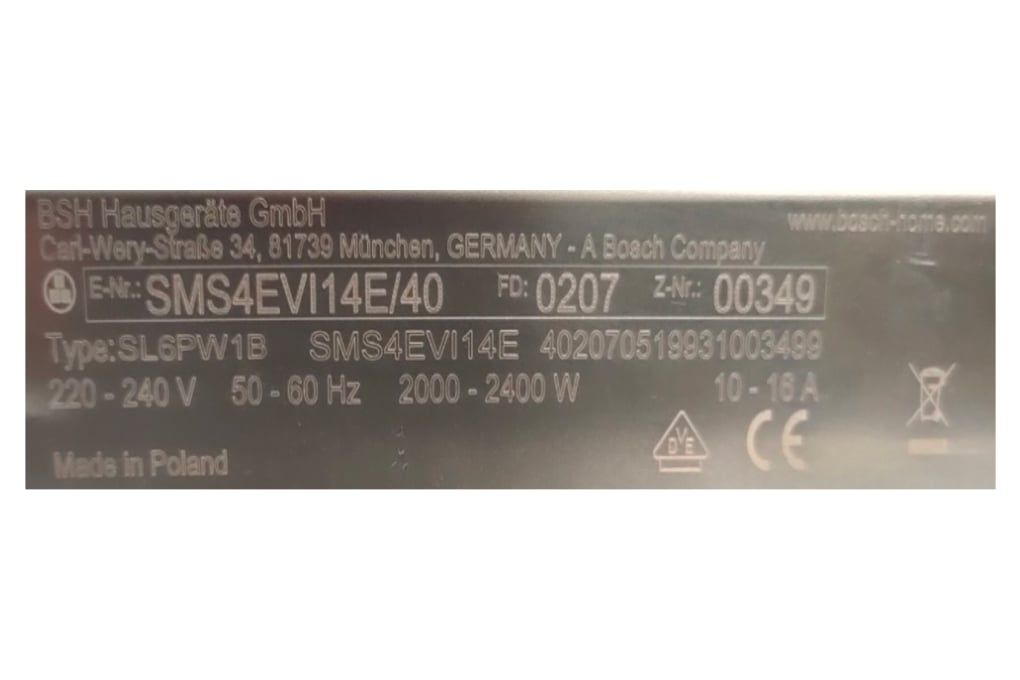 BSH Hausgeräte GmbH
www.bosch-home.com
Carl-Wery-Straße 34, 81739 München, GERMANY - A Bosch Company
E-Nr.: SMS4EVI14E/40 FD: 0207 Z-Nr.: 00349
Type: SL6PW1B SMS4EVI14E 402070519931003499
220 - 240 V 50 - 60 Hz 2000 - 2400 W 10 - 16 A
DVE
CE
Made in Poland